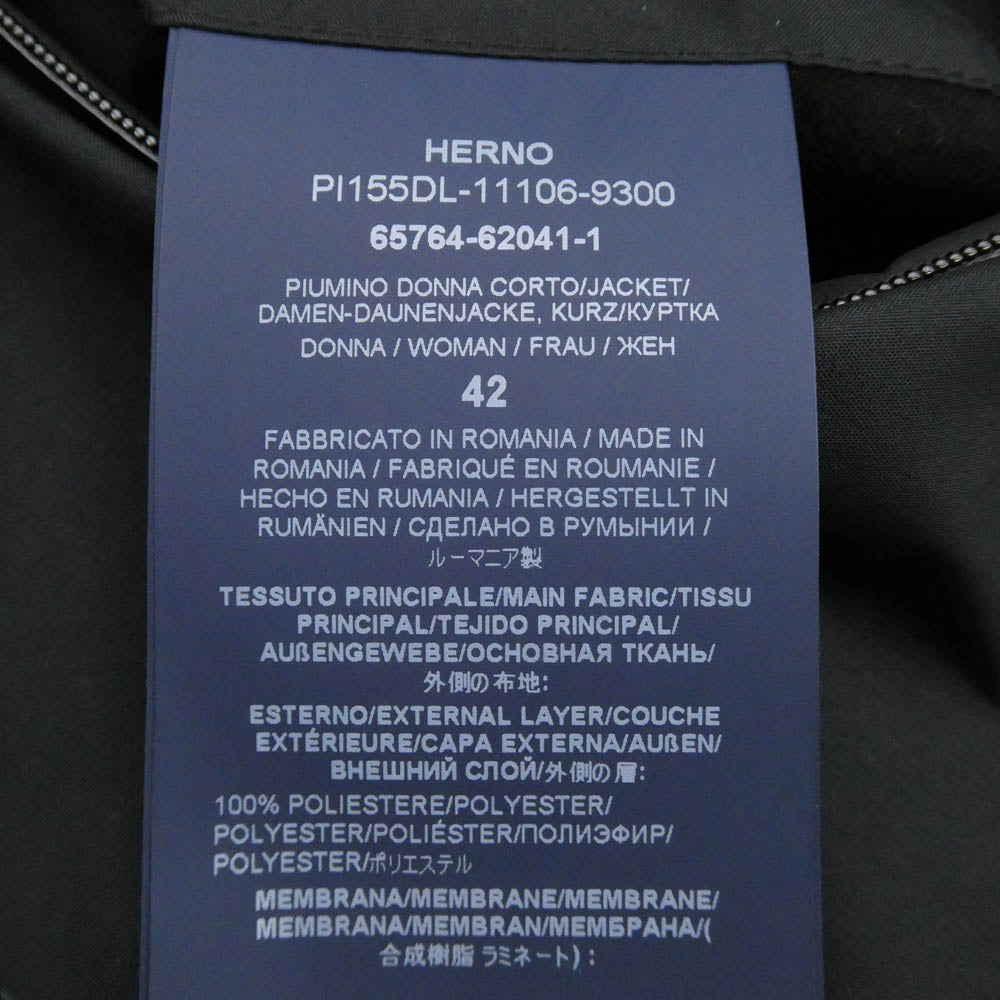 HERNO
PI155DL-11106-9300
65764-62041-1
PIUMINO DONNA CORTO/JACKET/
DAMEN-DAUNENJACKE, KURZ/КУРТКА
DONNA / WOMAN / FRAU / ЖЕН
42
FABBRICATO IN ROMANIA / MADE IN
ROMANIA / FABRIQUÉ EN ROUMANIE /
HECHO EN RUMANIA / HERGESTELLT IN
RUMÄNIEN / СДЕЛАНО В РУМЫНИИ /
ルーマニア製
TESSUTO PRINCIPALE/MAIN FABRIC/TISSU
PRINCIPAL/TEJIDO PRINCIPAL/
AUßENGEWEBE/ОСНОВНАЯ ТКАНЬ/
外側の布地:
ESTERNO/EXTERNAL LAYER/COUCHE
EXTÉRIEURE/CAPA EXTERNA/AUßEN/
ВНЕШНИЙ СЛОЙ/外側の層:
100% POLIESTERE/POLYESTER/
POLYESTER/POLIÉSTER/ПОЛИЭФИР/
POLYESTER/ポリエステル
MEMBRANA/MEMBRANE/MEMBRANE/
MEMBRANA/MEMBRAN/МЕМБРАНА/(
合成樹脂 ラミネート):